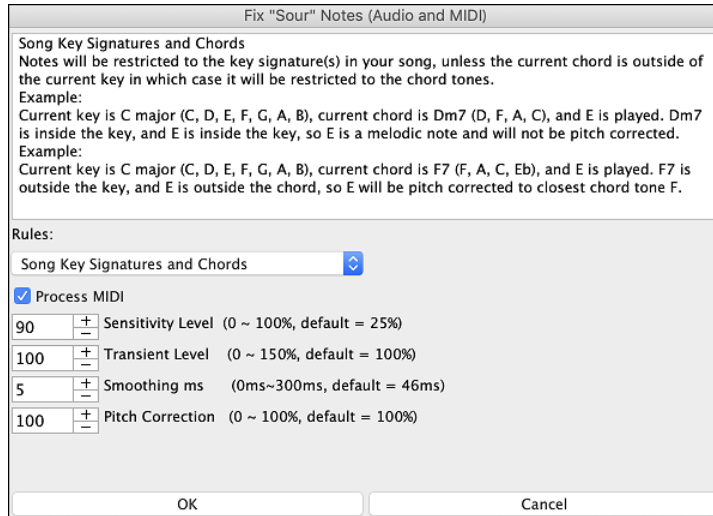 Fix "Sour" Notes (Audio and MIDI)
Song Key Signatures and Chords
Notes will be restricted to the key signature(s) in your song, unless the current chord is outside of
the current key in which case it will be restricted to the chord tones.
Example:
Current key is C major (C, D, E, F, G, A, B), current chord is Dm7 (D, F, A, C), and E is played. Dm7
is inside the key, and E is inside the key, so E is a melodic note and will not be pitch corrected.
Example:
Current key is C major (C, D, E, F, G, A, B), current chord is F7 (F, A, C, Eb), and E is played. F7 is
outside the key, and E is outside the chord, so E will be pitch corrected to closest chord tone F.
Rules:
Song Key Signatures and Chords
Process MIDI
90 + − Sensitivity Level (0 ~ 100%, default = 25%)
100 + − Transient Level (0 ~ 150%, default = 100%)
5 + − Smoothing ms (0ms~300ms, default = 46ms)
100 + − Pitch Correction (0 ~ 100%, default = 100%)
OK Cancel